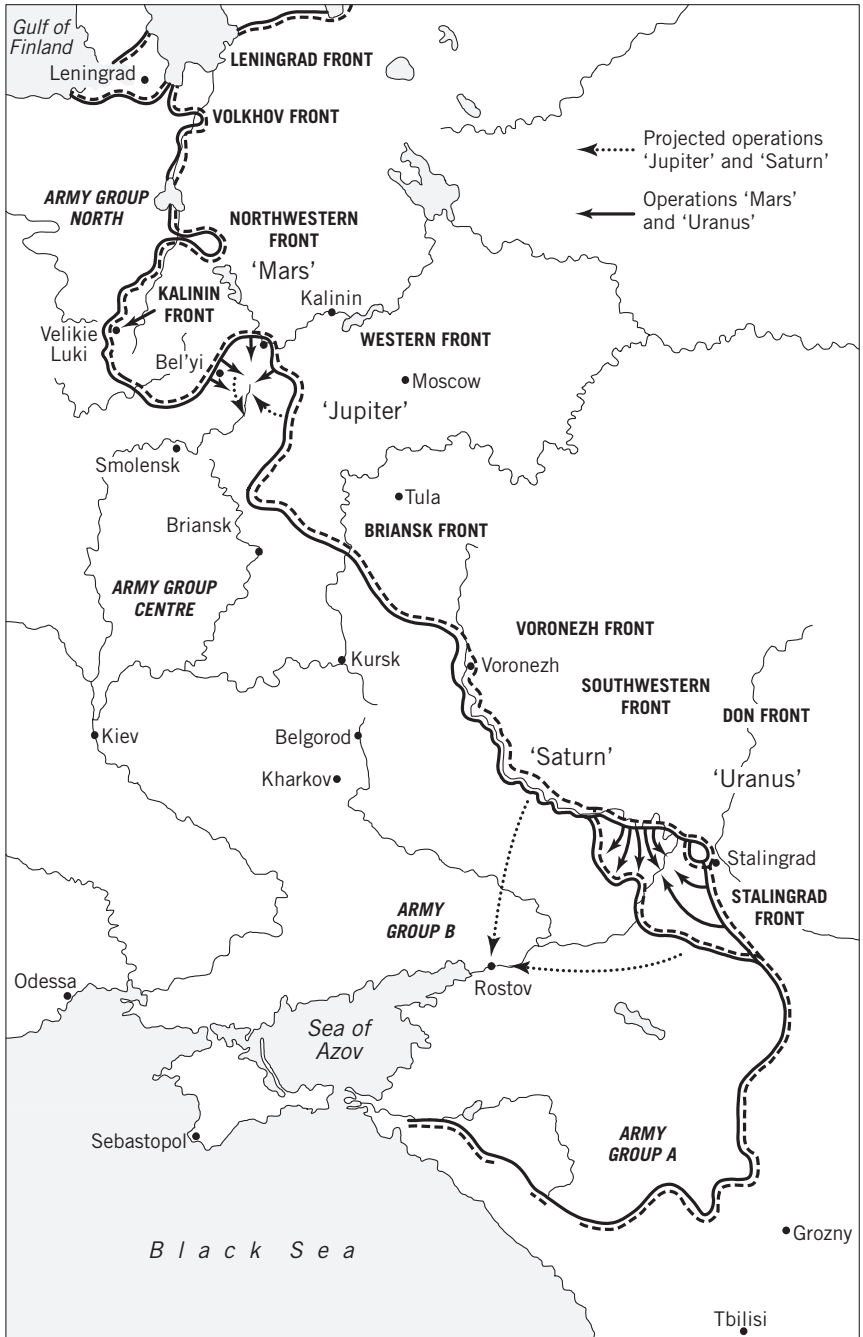 Gulf of
Finland
LENINGRAD FRONT
Leningrad
VOLKHOV FRONT
Projected operations
‘Jupiter’ and ‘Saturn’
Operations ‘Mars’
and ‘Uranus’
ARMY GROUP
NORTH
NORTHWESTERN
FRONT
‘Mars’
KALININ
FRONT
Kalinin
Velikie
Luki
WESTERN FRONT
Bel’yi
Moscow
‘Jupiter’
Smolensk
Tula
Briansk
BRIANSK FRONT
ARMY GROUP
CENTRE
VORONEZH FRONT
Kursk
Voronezh
SOUTHWESTERN
FRONT
DON FRONT
Kiev
Belgorod
‘Saturn’
Kharkov
‘Uranus’
Stalingrad
STALINGRAD
FRONT
ARMY
GROUP B
Odessa
Rostov
Sea of
Azov
Sebastopol
ARMY
GROUP A
Grozny
Black Sea
Tbilisi